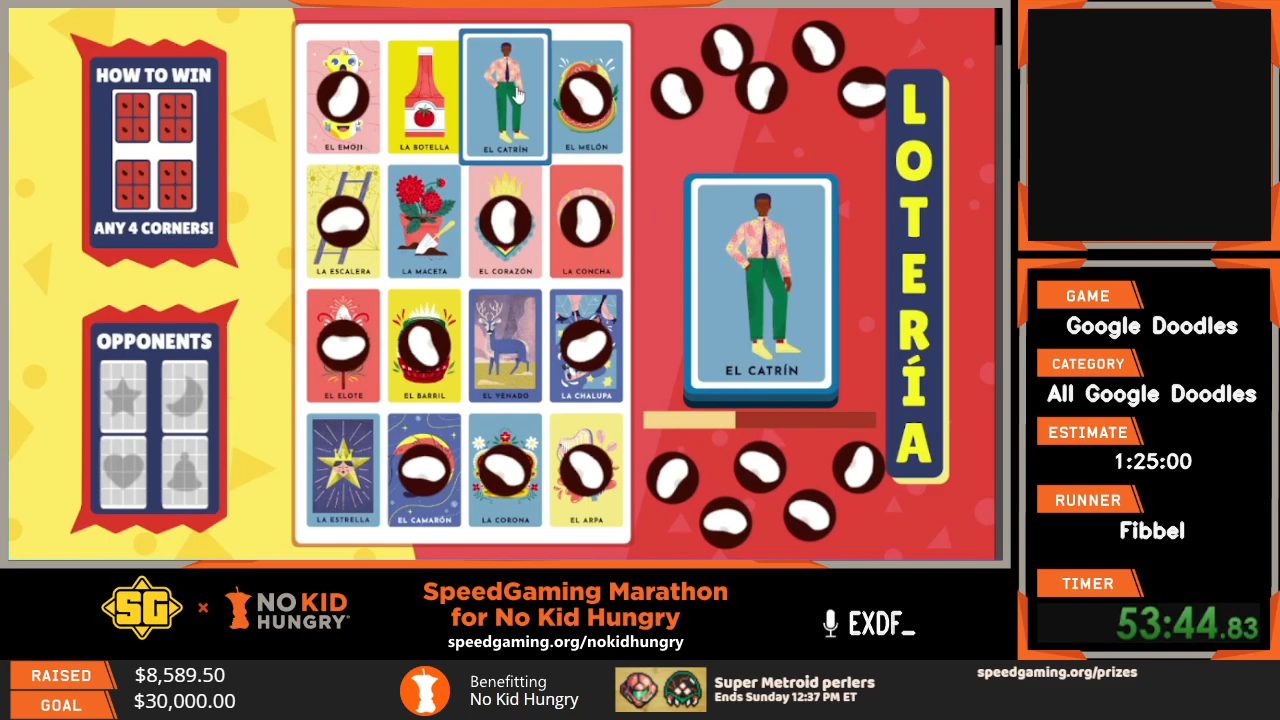 HOW TO WIN
ANY 4 CORNERS!
OPPONENTS
EL EMOJI
LA BOTELLA
EL CATRÍN
EL MELÓN
LA ESCALERA
LA MACETA
EL CORAZÓN
LA CONCHA
EL ELOTE
EL BARRIL
EL VENADO
LA CHALUPA
LA ESTRELLA
EL CAMARÓN
LA CORONA
EL ARPA
EL CATRÍN
LOTERÍA
GAME
Google Doodles
CATEGORY
All Google Doodles
ESTIMATE
1:25:00
RUNNER
Fibbel
TIMER
53:44.83
SG × NO KID HUNGRY
SpeedGaming Marathon
for No Kid Hungry
speedgaming.org/nokidhungry
EXDF_
RAISED $8,589.50
GOAL $30,000.00
Benefitting
No Kid Hungry
Super Metroid perlers
Ends Sunday 12:37 PM ET
speedgaming.org/prizes